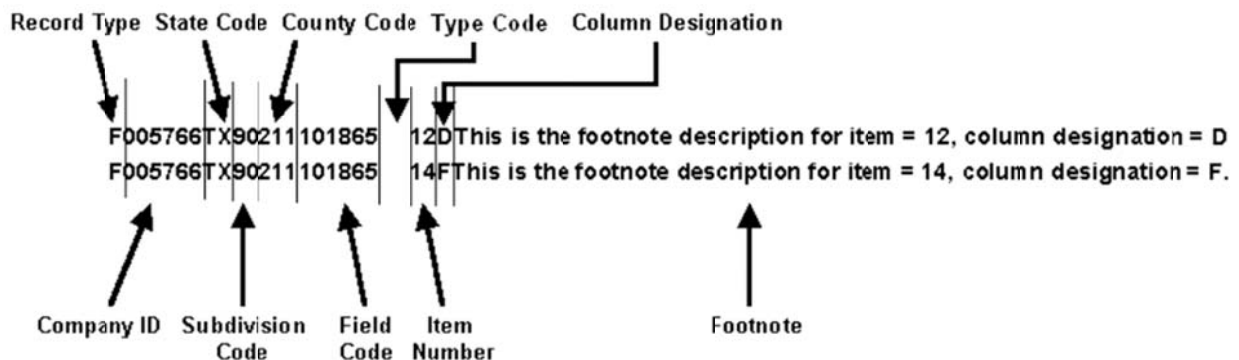 Record Type State Code County Code Type Code Column Designation
F005766TX90211101865 12DThis is the footnote description for item = 12, column designation = D
F005766TX90211101865 14FThis is the footnote description for item = 14, column designation = F.
Company ID Subdivision Code Field Code Item Number Footnote